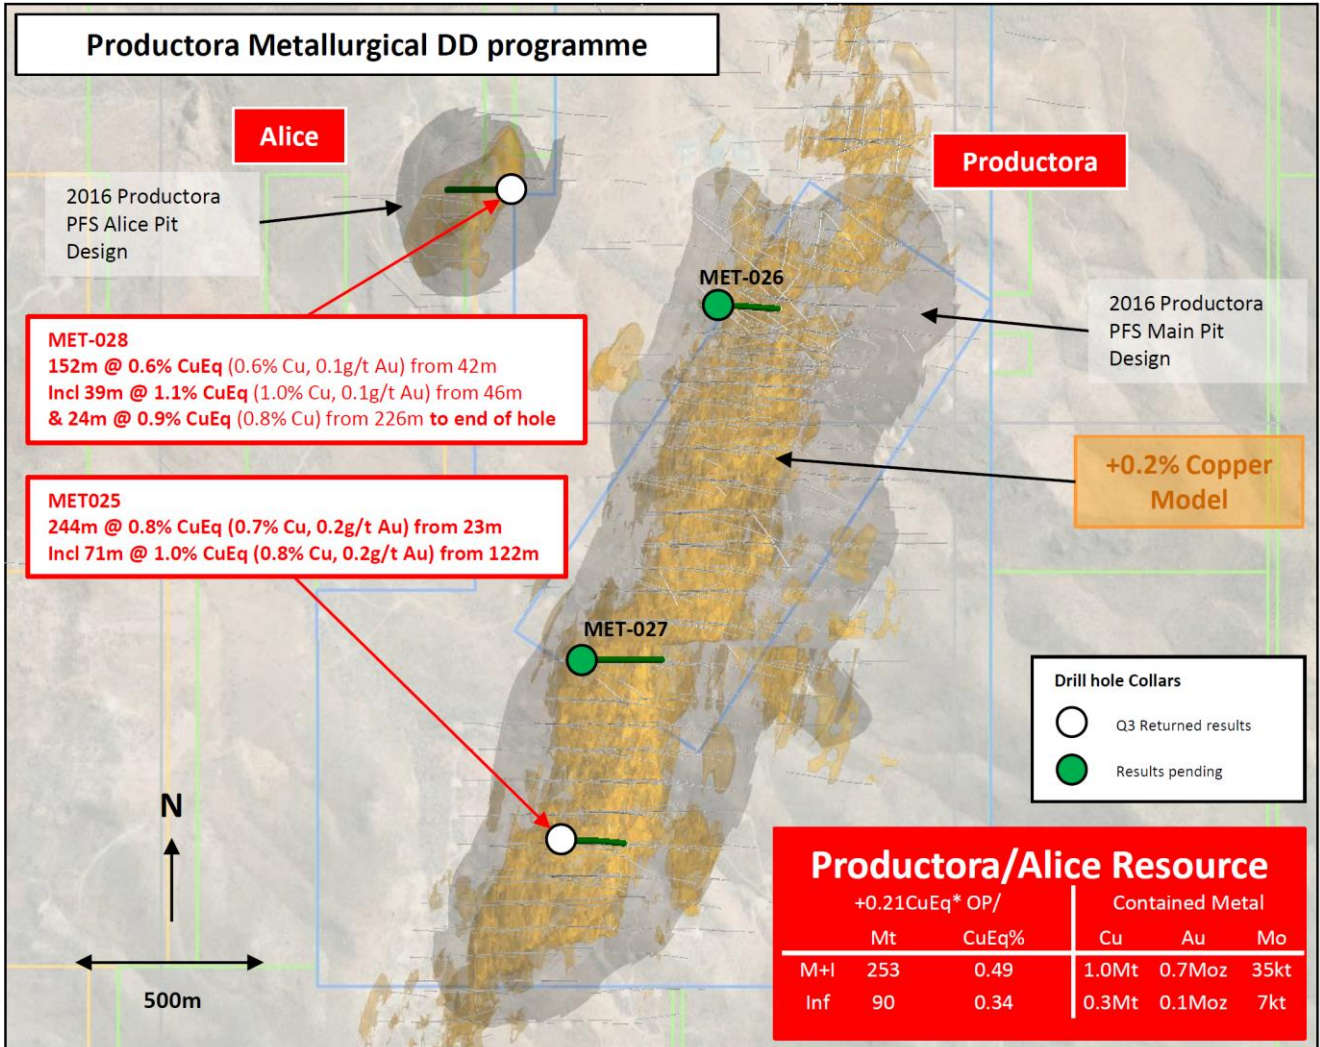 Productora Metallurgical DD programme
Alice
Productora
2016 Productora
PFS Alice Pit
Design
MET-026
2016 Productora
PFS Main Pit
Design
MET-028
152m @ 0.6% CuEq (0.6% Cu, 0.1g/t Au) from 42m
Incl 39m @ 1.1% CuEq (1.0% Cu, 0.1g/t Au) from 46m
& 24m @ 0.9% CuEq (0.8% Cu) from 226m to end of hole
+0.2% Copper
Model
MET025
244m @ 0.8% CuEq (0.7% Cu, 0.2g/t Au) from 23m
Incl 71m @ 1.0% CuEq (0.8% Cu, 0.2g/t Au) from 122m
MET-027
Drill hole Collars
Q3 Returned results
Results pending
N
500m
Productora/Alice Resource
+0.21CuEq* OP/ Contained Metal
Mt CuEq% Cu Au Mo
M+I 253 0.49 1.0Mt 0.7Moz 35kt
Inf 90 0.34 0.3Mt 0.1Moz 7kt